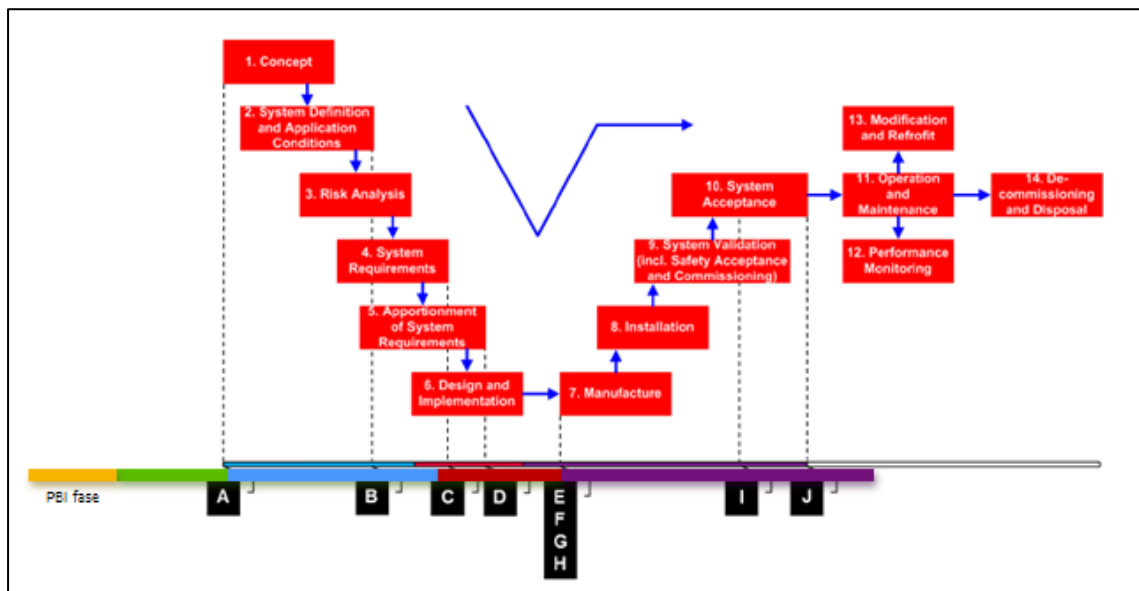 1. Concept
2. System Definition
and Application
Conditions
3. Risk Analysis
4. System
Requirements
5. Apportionment
of System
Requirements
6. Design and
Implementation
7. Manufacture
8. Installation
9. System Validation
(incl. Safety Acceptance
and Commissioning)
10. System
Acceptance
11. Operation
and
Maintenance
12. Performance
Monitoring
13. Modification
and Refrofit
14. De-
commissioning
and Disposal
PBI fase
A
B
C
D
E
F
G
H
I
J